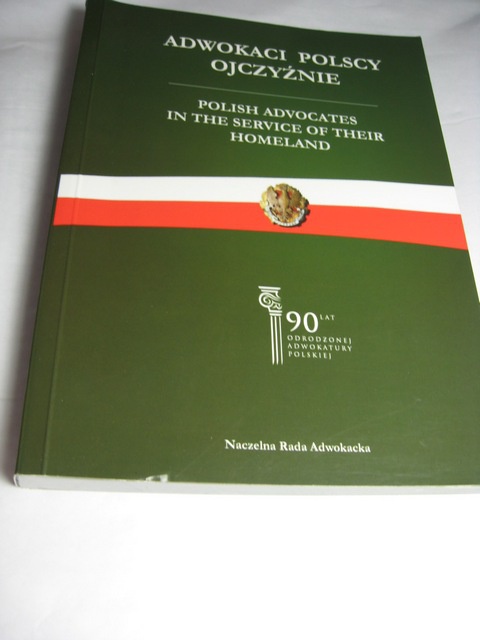 ADWOKACI POLSCY
OJCZYŹNIE
POLISH ADVOCATES
IN THE SERVICE OF THEIR
HOMELAND
90 LAT
ODRODZONEJ
ADWOKATURY
POLSKIEJ
Naczelna Rada Adwokacka